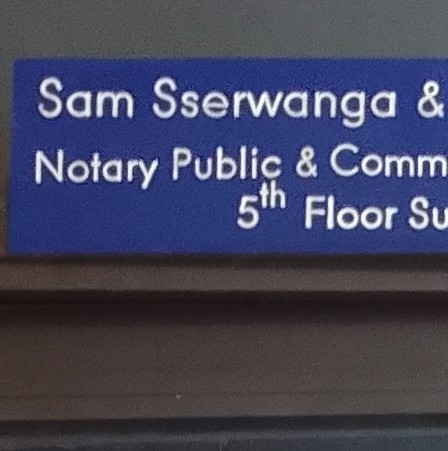 Sam Sserwanga &
Notary Public & Comm
5th Floor Su